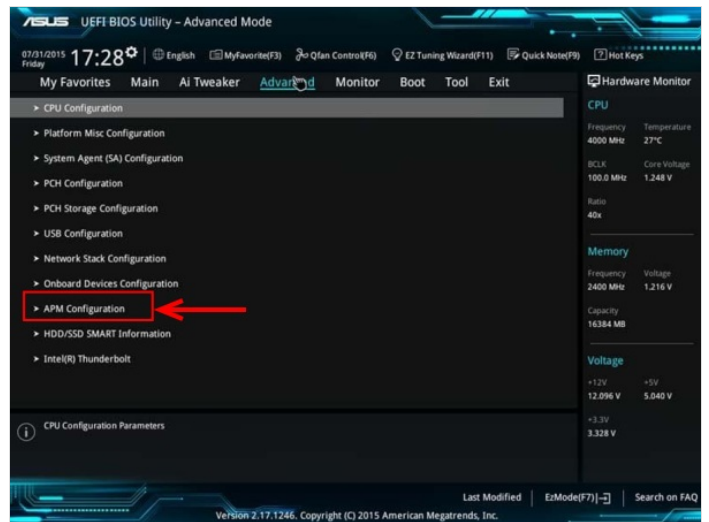 ASUS UEFI BIOS Utility – Advanced Mode
07/31/2015 Friday 17:28 English MyFavorite(F3) Qfan Control(F6) EZ Tuning Wizard(F11) Quick Note(F9) ? Hot Keys
My Favorites Main Ai Tweaker Advanced Monitor Boot Tool Exit
CPU Configuration
Platform Misc Configuration
System Agent (SA) Configuration
PCH Configuration
PCH Storage Configuration
USB Configuration
Network Stack Configuration
Onboard Devices Configuration
APM Configuration
HDD/SSD SMART Information
Intel(R) Thunderbolt
CPU Configuration Parameters
Hardware Monitor
CPU
Frequency Temperature
4000 MHz 27°C
BCLK Core Voltage
100.0 MHz 1.248 V
Ratio
40x
Memory
Frequency Voltage
2400 MHz 1.216 V
Capacity
16384 MB
Voltage
+12V +5V
12.096 V 5.040 V
+3.3V
3.328 V
Last Modified EzMode(F7) Search on FAQ
Version 2.17.1246. Copyright (C) 2015 American Megatrends, Inc.